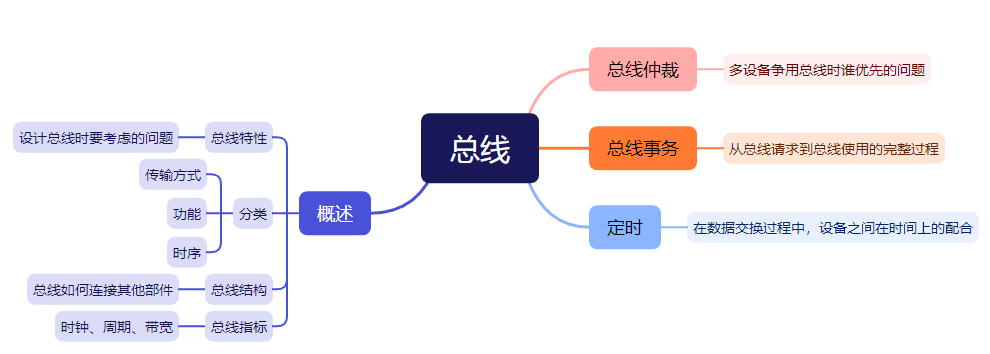 总线
总线仲裁
多设备争用总线时谁优先的问题
总线事务
从总线请求到总线使用的完整过程
定时
在数据交换过程中，设备之间在时间上的配合
概述
总线特性
设计总线时要考虑的问题
分类
传输方式
功能
时序
总线结构
总线如何连接其他部件
总线指标
时钟、周期、带宽